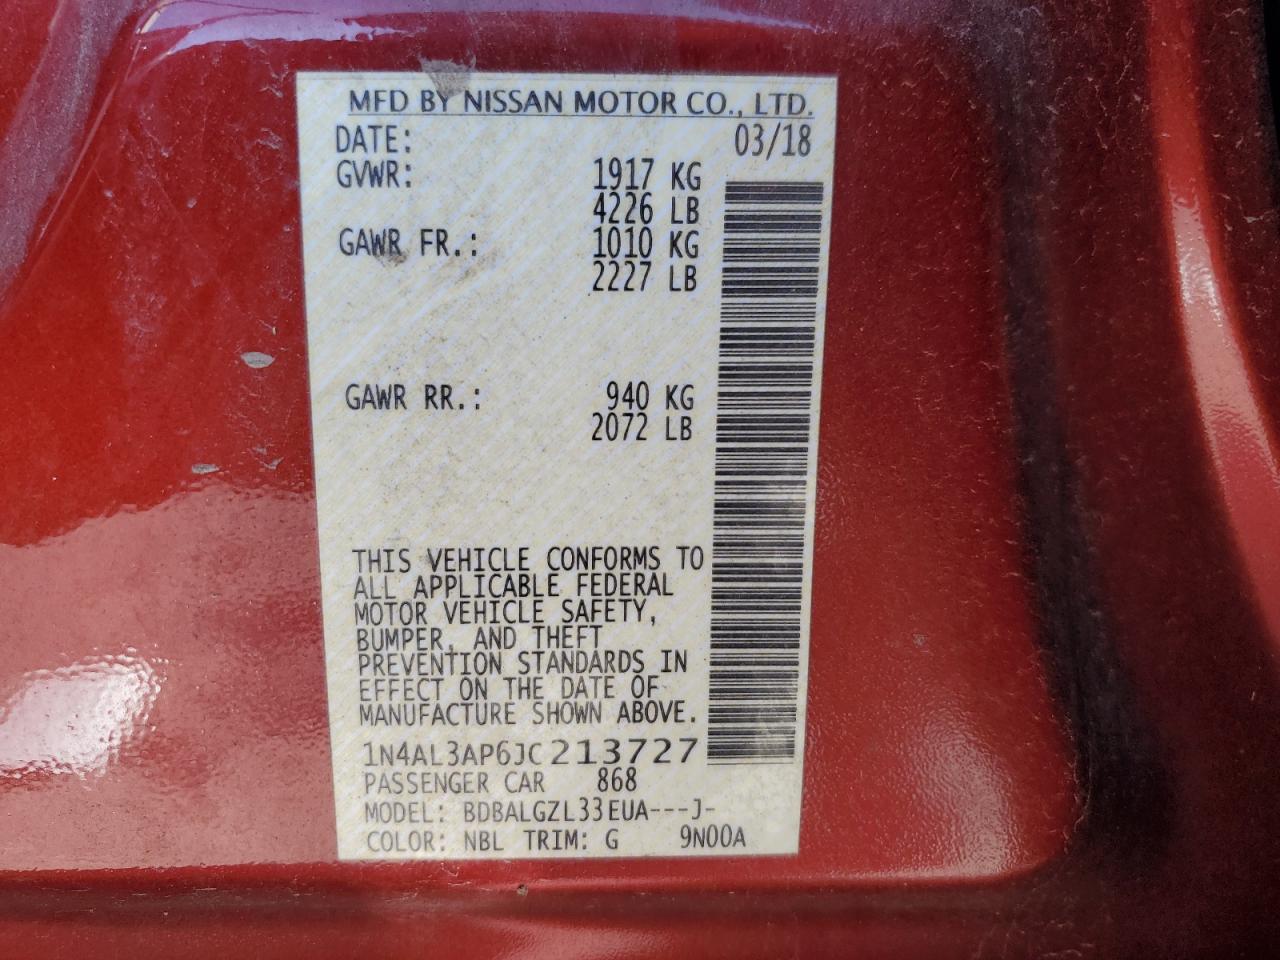 MFD BY NISSAN MOTOR CO., LTD.
DATE: 03/18
GVWR: 1917 KG
4226 LB
GAWR FR.: 1010 KG
2227 LB
GAWR RR.: 940 KG
2072 LB
THIS VEHICLE CONFORMS TO
ALL APPLICABLE FEDERAL
MOTOR VEHICLE SAFETY,
BUMPER, AND THEFT
PREVENTION STANDARDS IN
EFFECT ON THE DATE OF
MANUFACTURE SHOWN ABOVE.
1N4AL3AP6JC213727
PASSENGER CAR 868
MODEL: BDBALGZL33EUA---J-
COLOR: NBL TRIM: G 9N00A